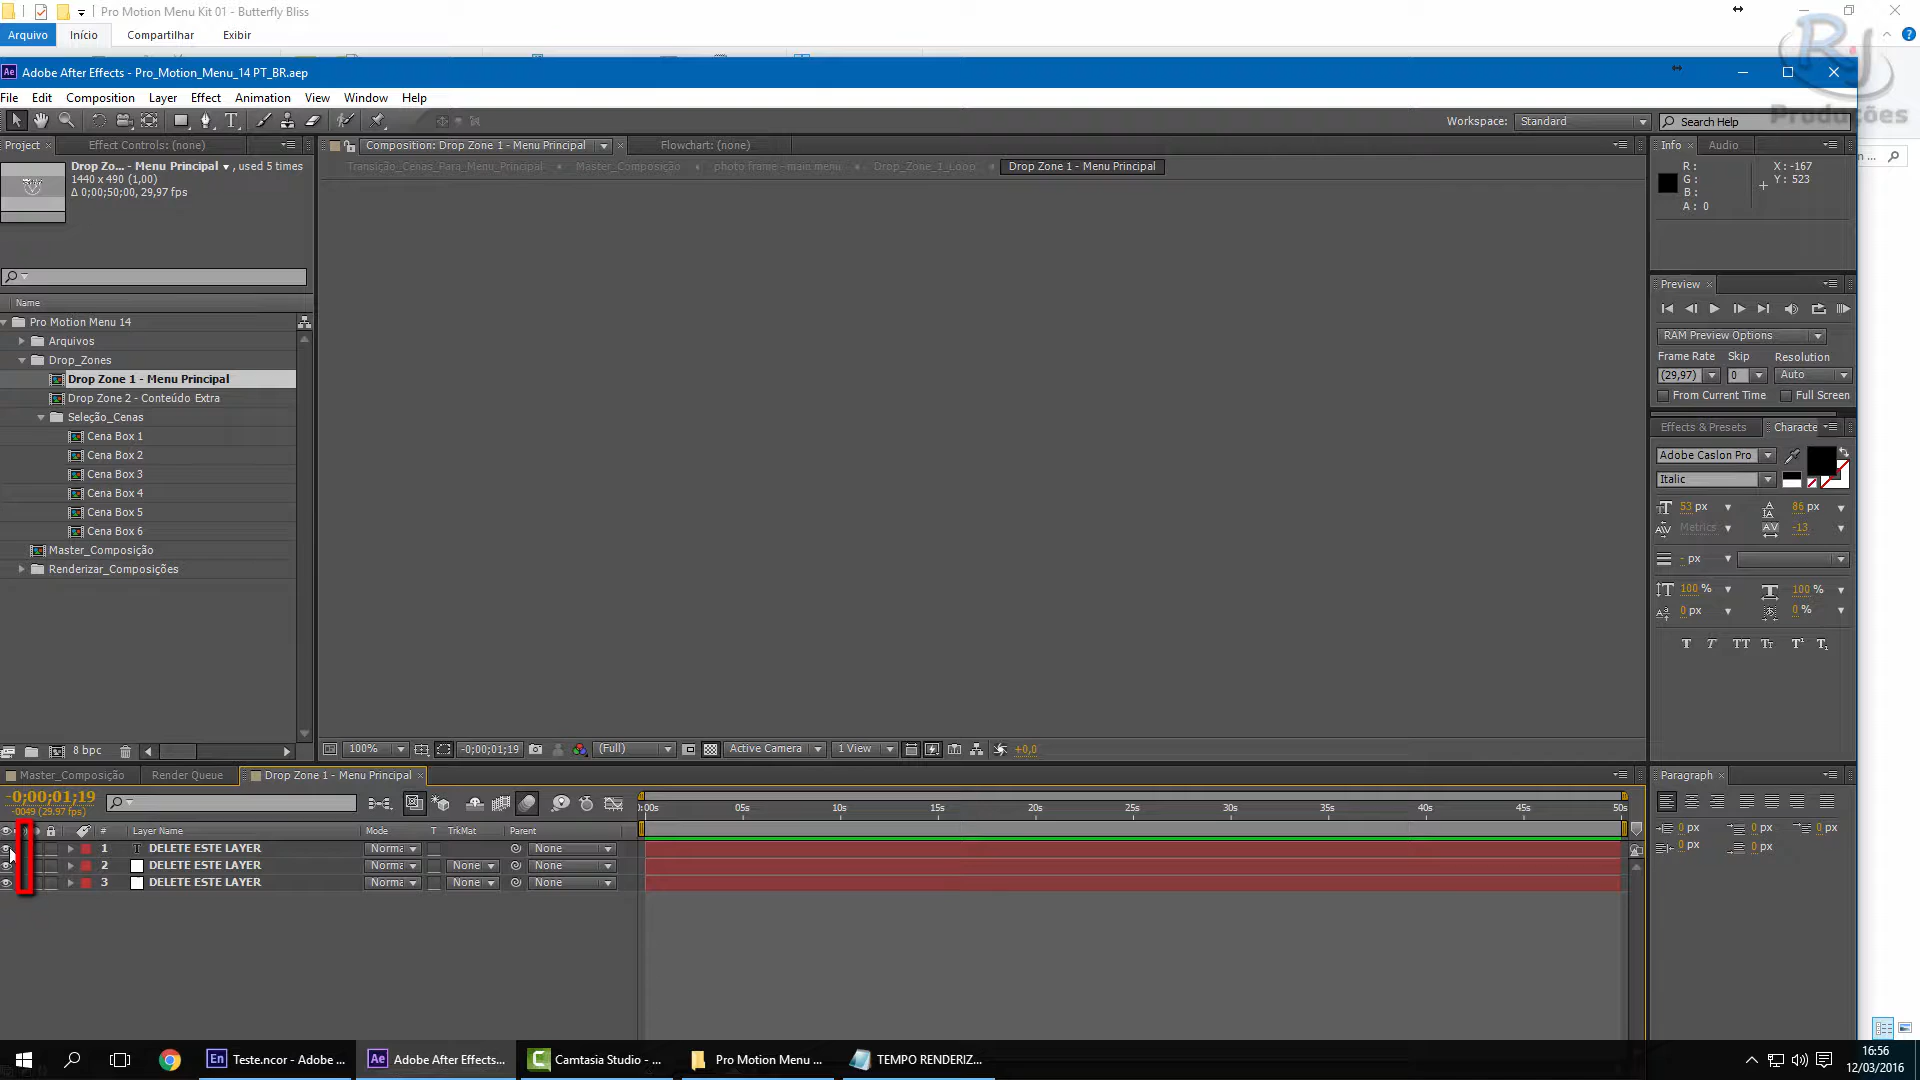 Pro Motion Menu Kit 01 - Butterfly Bliss
Arquivo Início Compartilhar Exibir
Adobe After Effects - Pro_Motion_Menu_14 PT_BR.aep
File Edit Composition Layer Effect Animation View Window Help
Workspace: Standard Search Help
RJ Produções
Project Effect Controls: (none)
Composition: Drop Zone 1 - Menu Principal Flowchart: (none)
Info Audio
Drop Zo... - Menu Principal , used 5 times
1440 x 490 (1,00)
Δ 0;00;50;00, 29,97 fps
Transição_Cenas_Para_Menu_Principal Master_Composição photo frame - main menu Drop_Zone_1_Loop Drop Zone 1 - Menu Principal
R:
G:
B:
A: 0
X: -167
Y: 523
Name
Pro Motion Menu 14
Arquivos
Drop_Zones
Drop Zone 1 - Menu Principal
Drop Zone 2 - Conteúdo Extra
Seleção_Cenas
Cena Box 1
Cena Box 2
Cena Box 3
Cena Box 4
Cena Box 5
Cena Box 6
Master_Composição
Renderizar_Composições
8 bpc
Preview
RAM Preview Options
Frame Rate Skip Resolution
(29,97) 0 Auto
From Current Time Full Screen
Effects & Presets Characte
Adobe Caslon Pro
Italic
53 px 86 px
Metrics -13
- px
100 % 100 %
0 px 0 %
T T TT Tr T¹ T₁
100% -0;00;01;19 (Full) Active Camera 1 View +0,0
Master_Composição Render Queue Drop Zone 1 - Menu Principal
-0;00;01;19
-0049 (29.97 fps)
:00s 05s 10s 15s 20s 25s 30s 35s 40s 45s 50s
# Layer Name Mode T TrkMat Parent
1 T DELETE ESTE LAYER Norma None
2 DELETE ESTE LAYER Norma None None
3 DELETE ESTE LAYER Norma None None
Paragraph
0 px 0 px 0 px
0 px 0 px
Teste.ncor - Adobe ...
Adobe After Effects...
Camtasia Studio - ...
Pro Motion Menu ...
TEMPO RENDERIZ...
16:56
12/03/2016